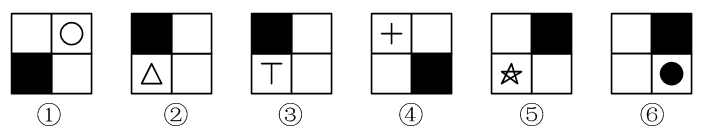 ① ② ③ ④ ⑤ ⑥